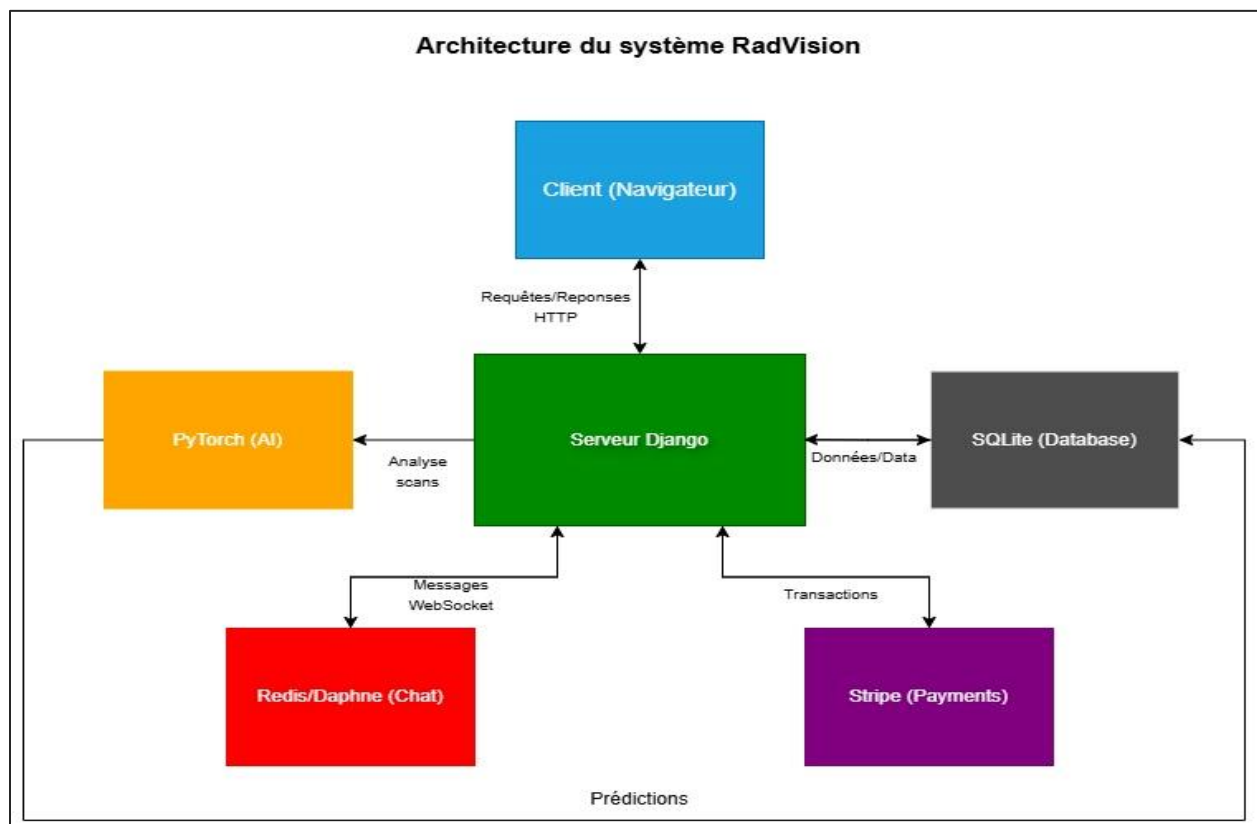 Architecture du système RadVision
Client (Navigateur)
Requêtes/Reponses
HTTP
PyTorch (AI)
Analyse
scans
Serveur Django
Données/Data
SQLite (Database)
Messages
WebSocket
Transactions
Redis/Daphne (Chat)
Stripe (Payments)
Prédictions